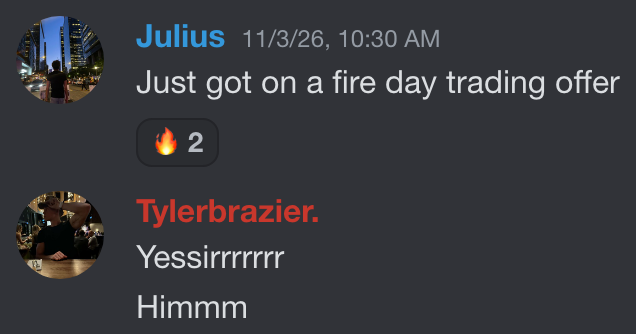 Julius 11/3/26, 10:30 AM
Just got on a fire day trading offer
🔥 2
Tylerbrazier.
Yessirrrrrrr
Himmm